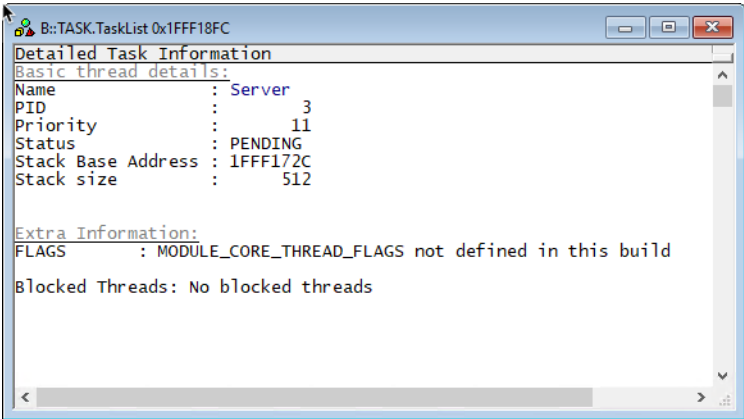 B::TASK.TaskList 0x1FFF18FC
Detailed Task Information
Basic thread details:
Name : Server
PID : 3
Priority : 11
Status : PENDING
Stack Base Address : 1FFF172C
Stack size : 512
Extra Information:
FLAGS : MODULE_CORE_THREAD_FLAGS not defined in this build
Blocked Threads: No blocked threads